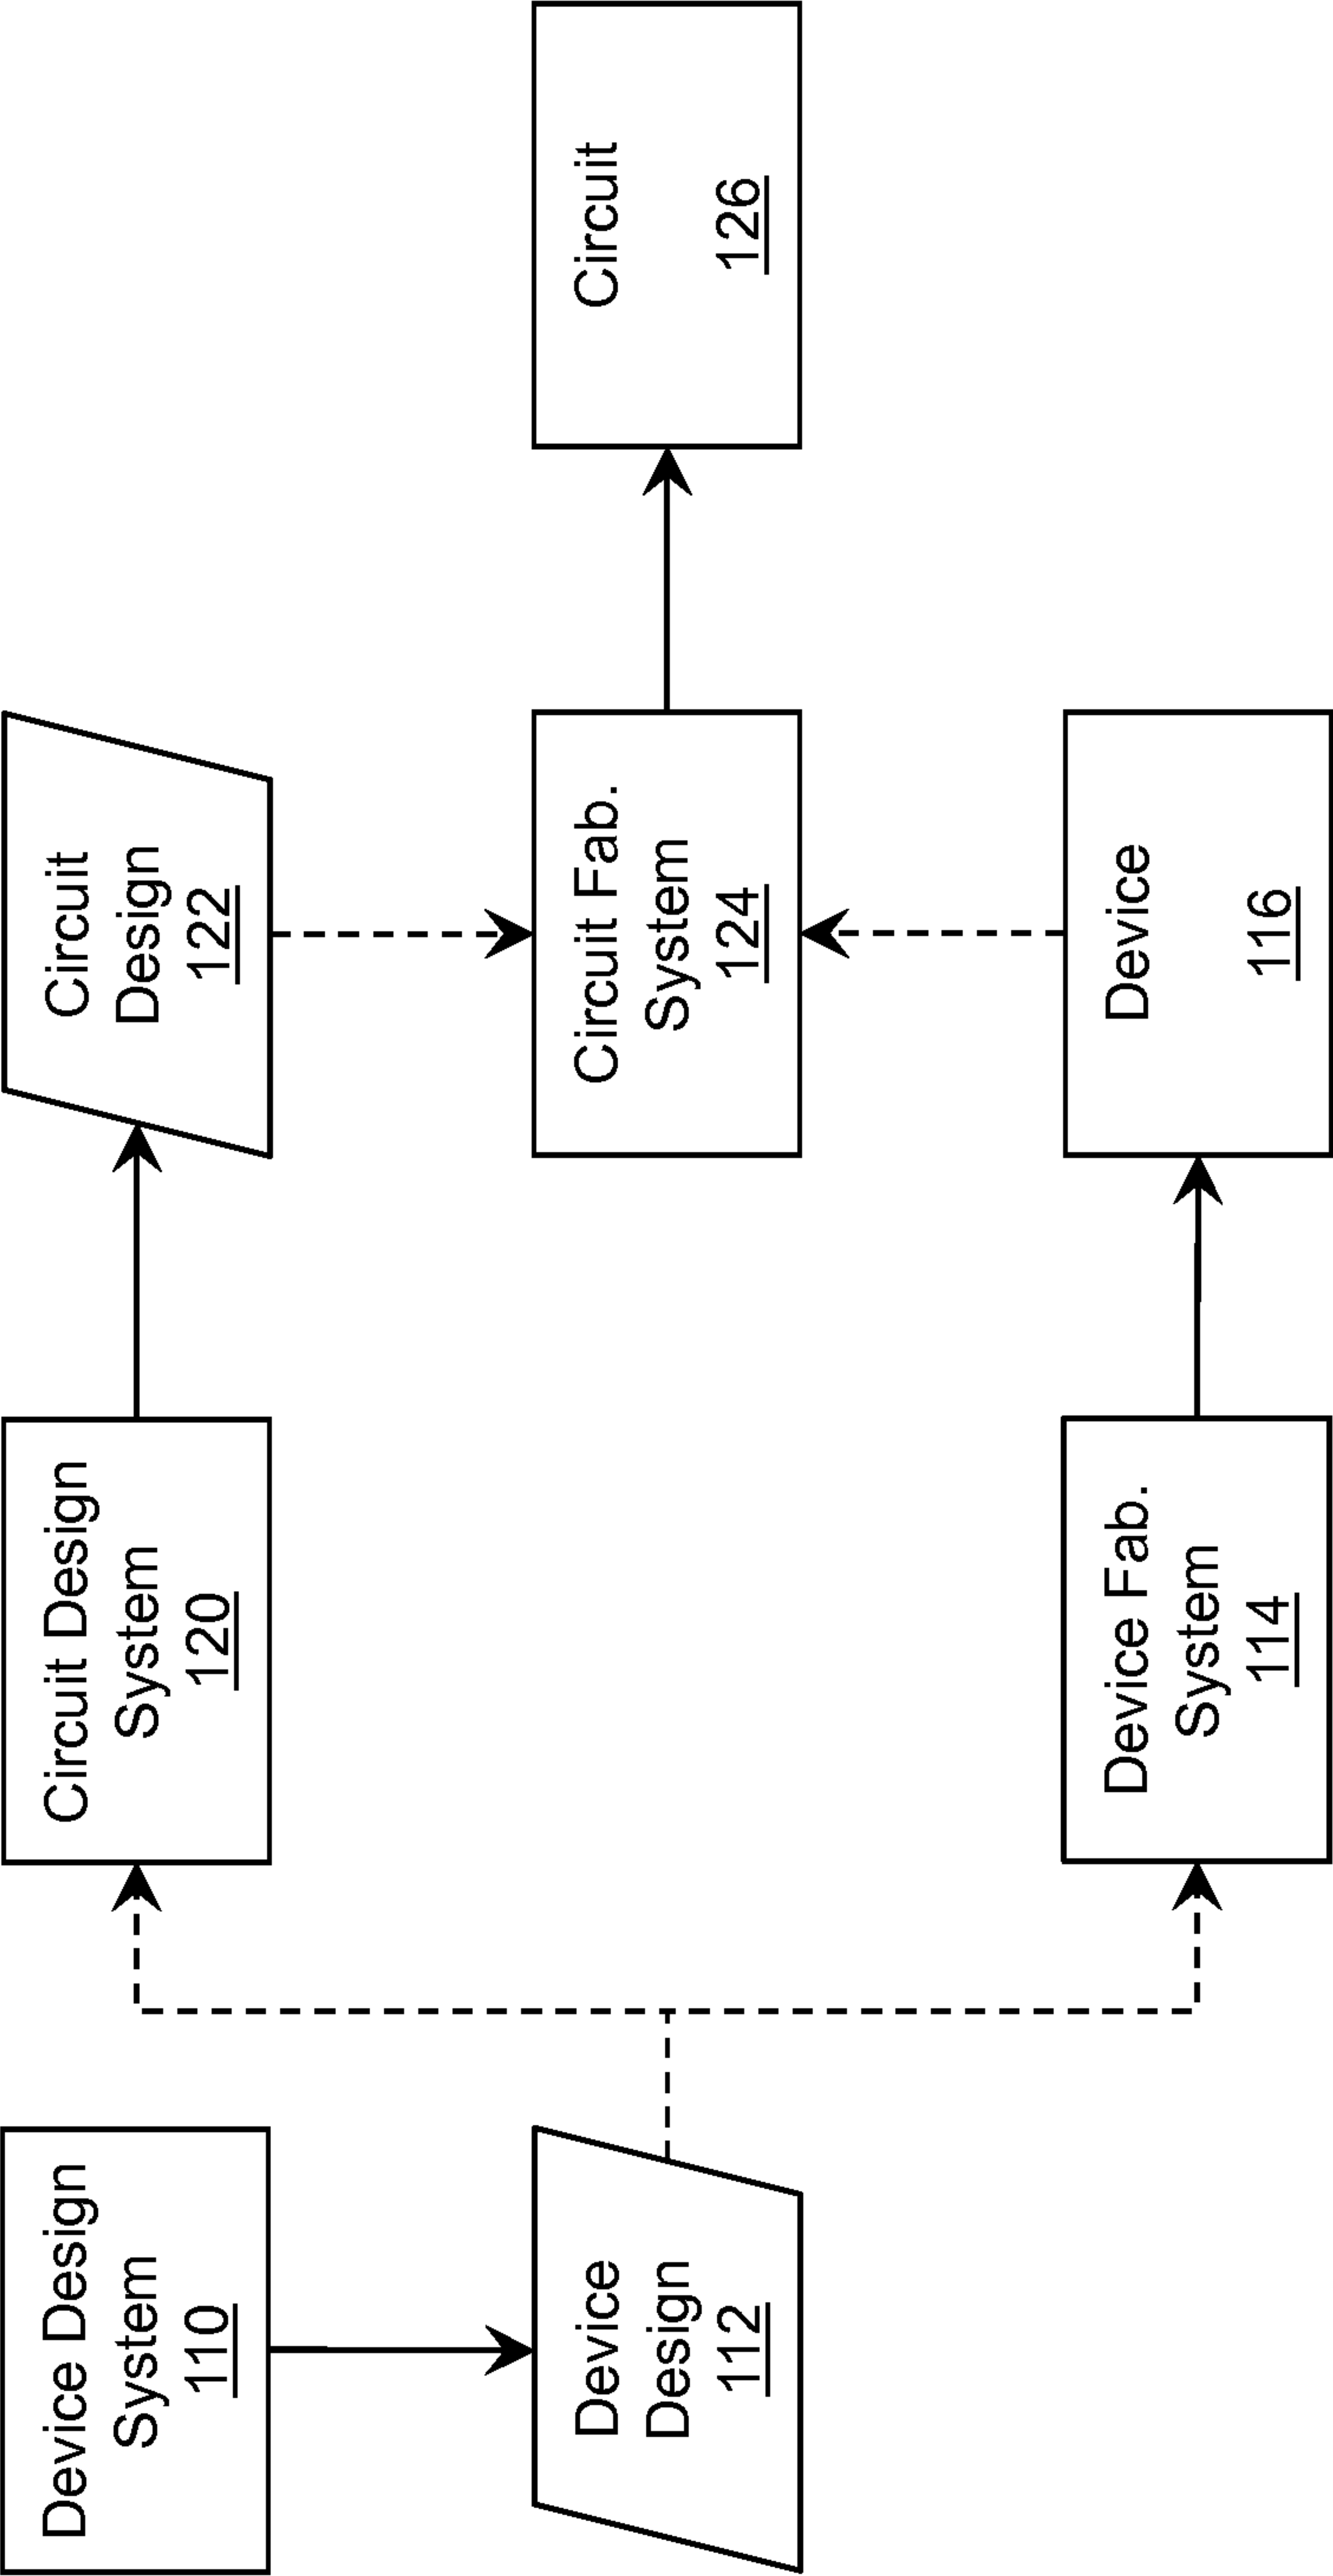 Device Design
System
110
Device
Design
112
Circuit Design
System
120
Device Fab.
System
114
Circuit
Design
122
Circuit Fab.
System
124
Device
116
Circuit
126